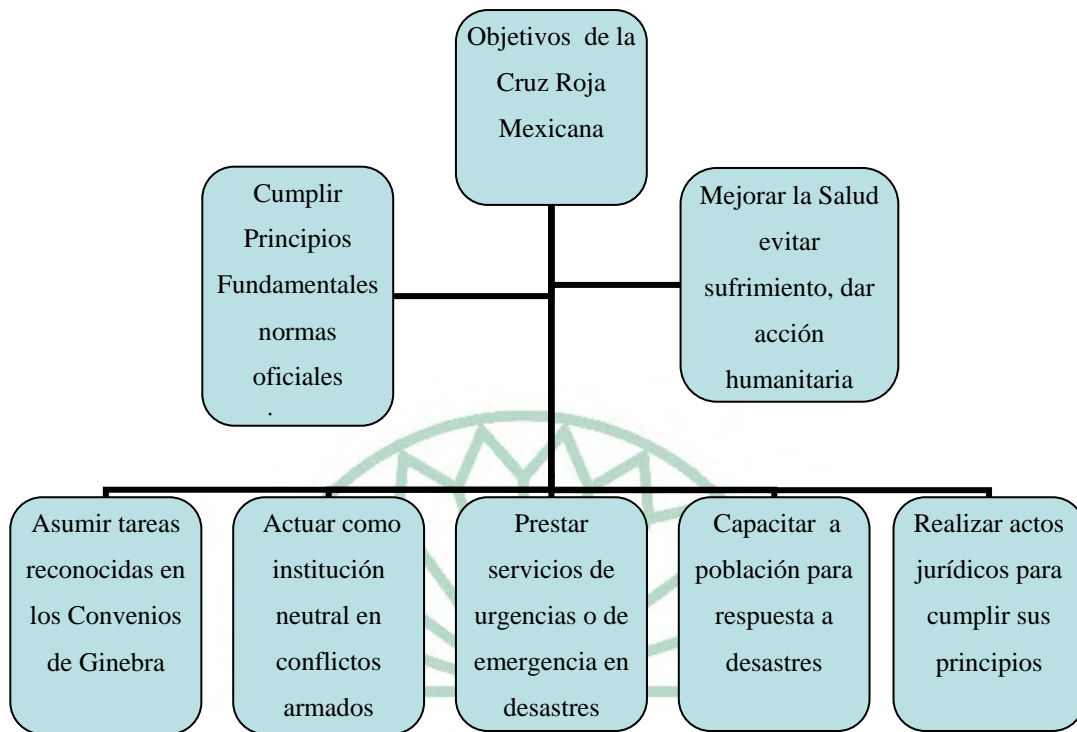 Objetivos de la
Cruz Roja
Mexicana
Cumplir
Principios
Fundamentales
normas
oficiales
.
Mejorar la Salud
evitar
sufrimiento, dar
acción
humanitaria
Asumir tareas
reconocidas en
los Convenios
de Ginebra
Actuar como
institución
neutral en
conflictos
armados
Prestar
servicios de
urgencias o de
emergencia en
desastres
Capacitar a
población para
respuesta a
desastres
Realizar actos
jurídicos para
cumplir sus
principios